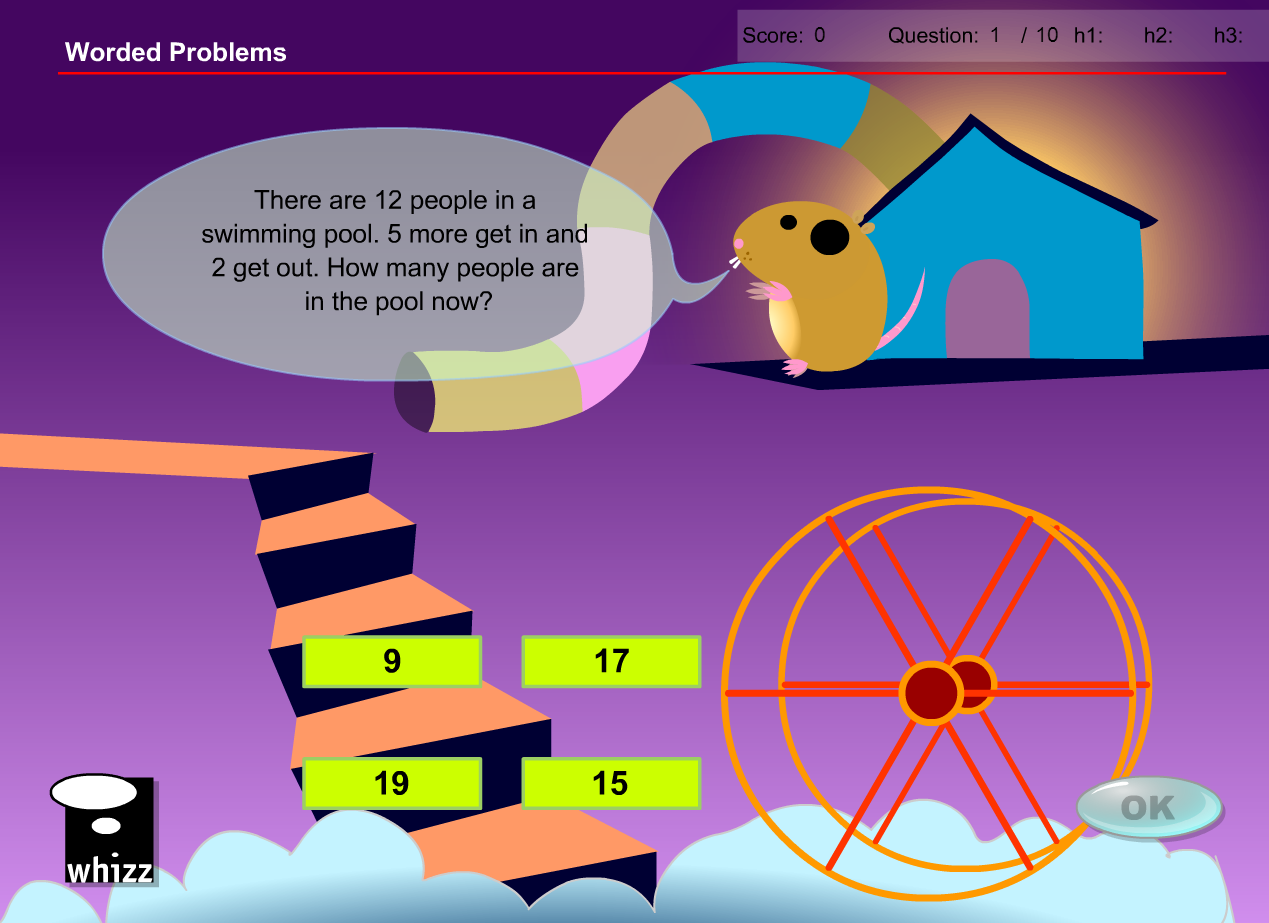 Worded Problems
Score: 0 Question: 1 / 10 h1: h2: h3:
There are 12 people in a
swimming pool. 5 more get in and
2 get out. How many people are
in the pool now?
9
17
19
15
OK
whizz